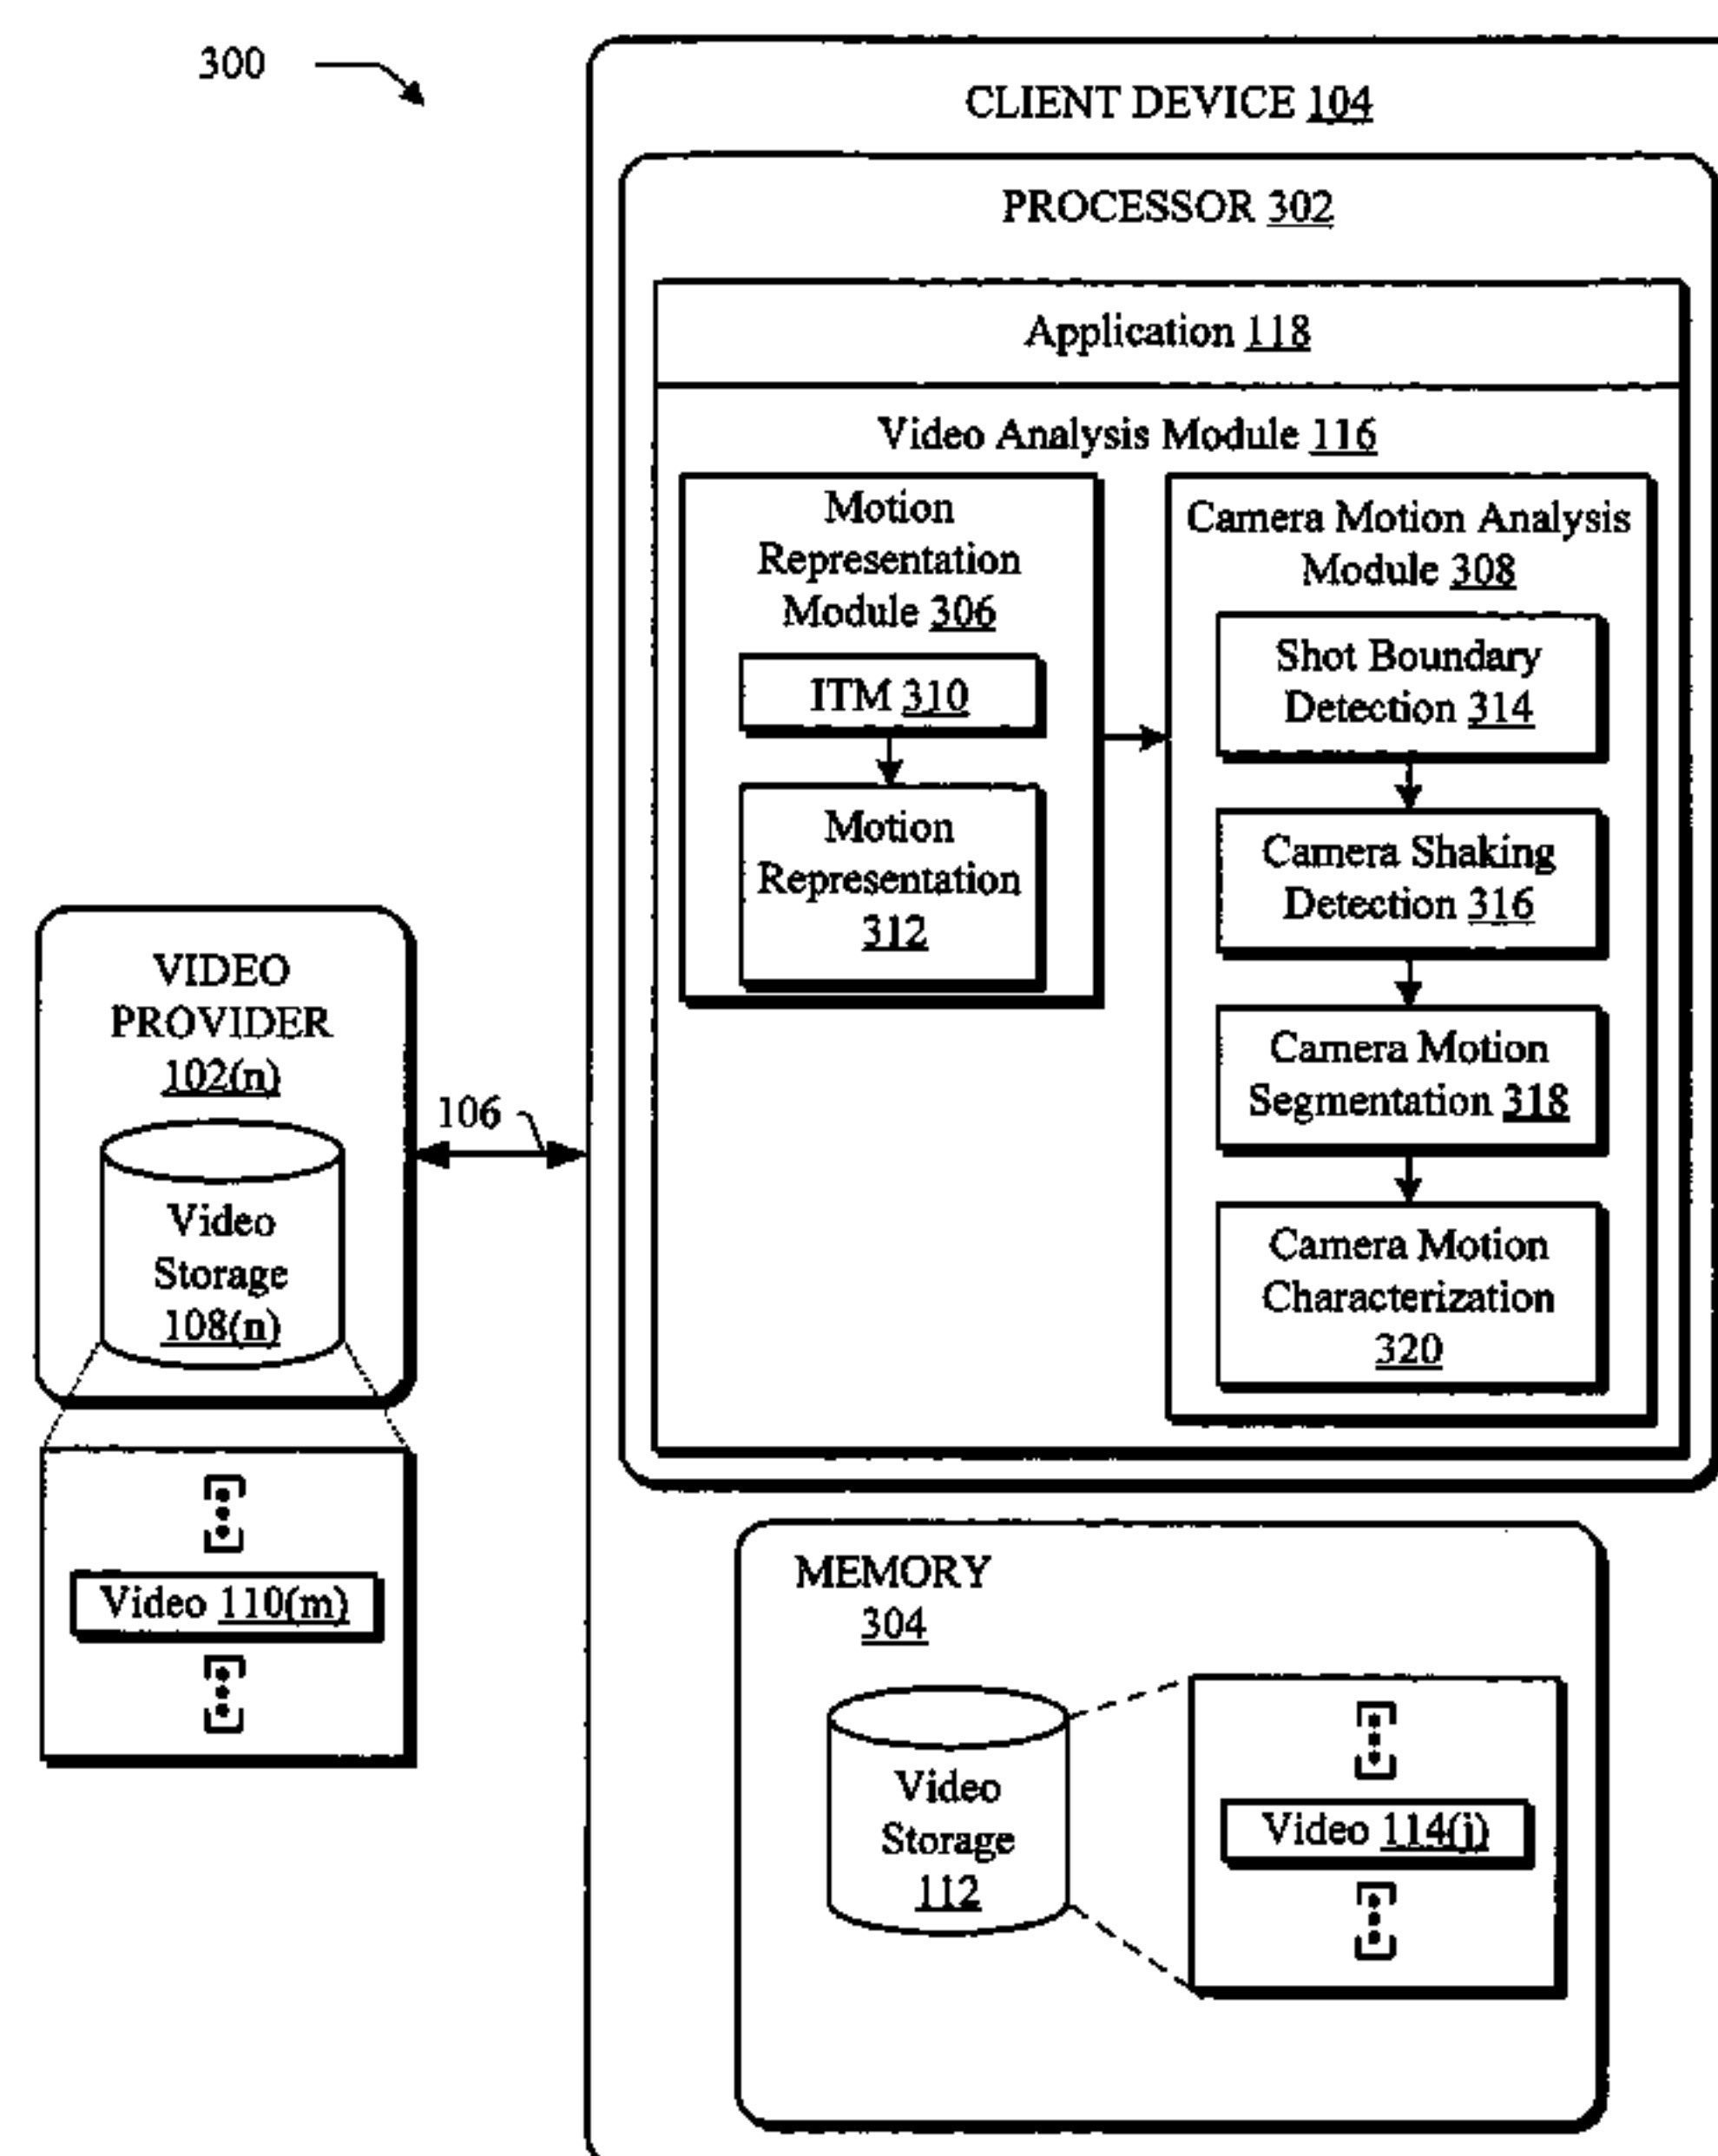 300
CLIENT DEVICE 104
PROCESSOR 302
Application 118
Video Analysis Module 116
Motion
Representation
Module 306
ITM 310
Motion
Representation
312
Camera Motion Analysis
Module 308
Shot Boundary
Detection 314
Camera Shaking
Detection 316
Camera Motion
Segmentation 318
Camera Motion
Characterization
320
VIDEO
PROVIDER
102(n)
Video
Storage
108(n)
106
Video 110(m)
MEMORY
304
Video
Storage
112
Video 114(j)